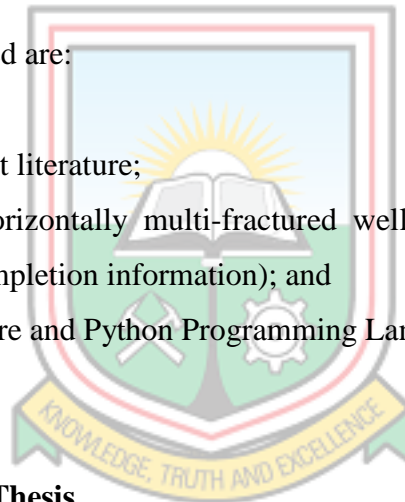 d are:
t literature;
orizontally multi-fractured well
mpletion information); and
re and Python Programming Lan
KNOWLEDGE, TRUTH AND EXCELLENCE
Thesis